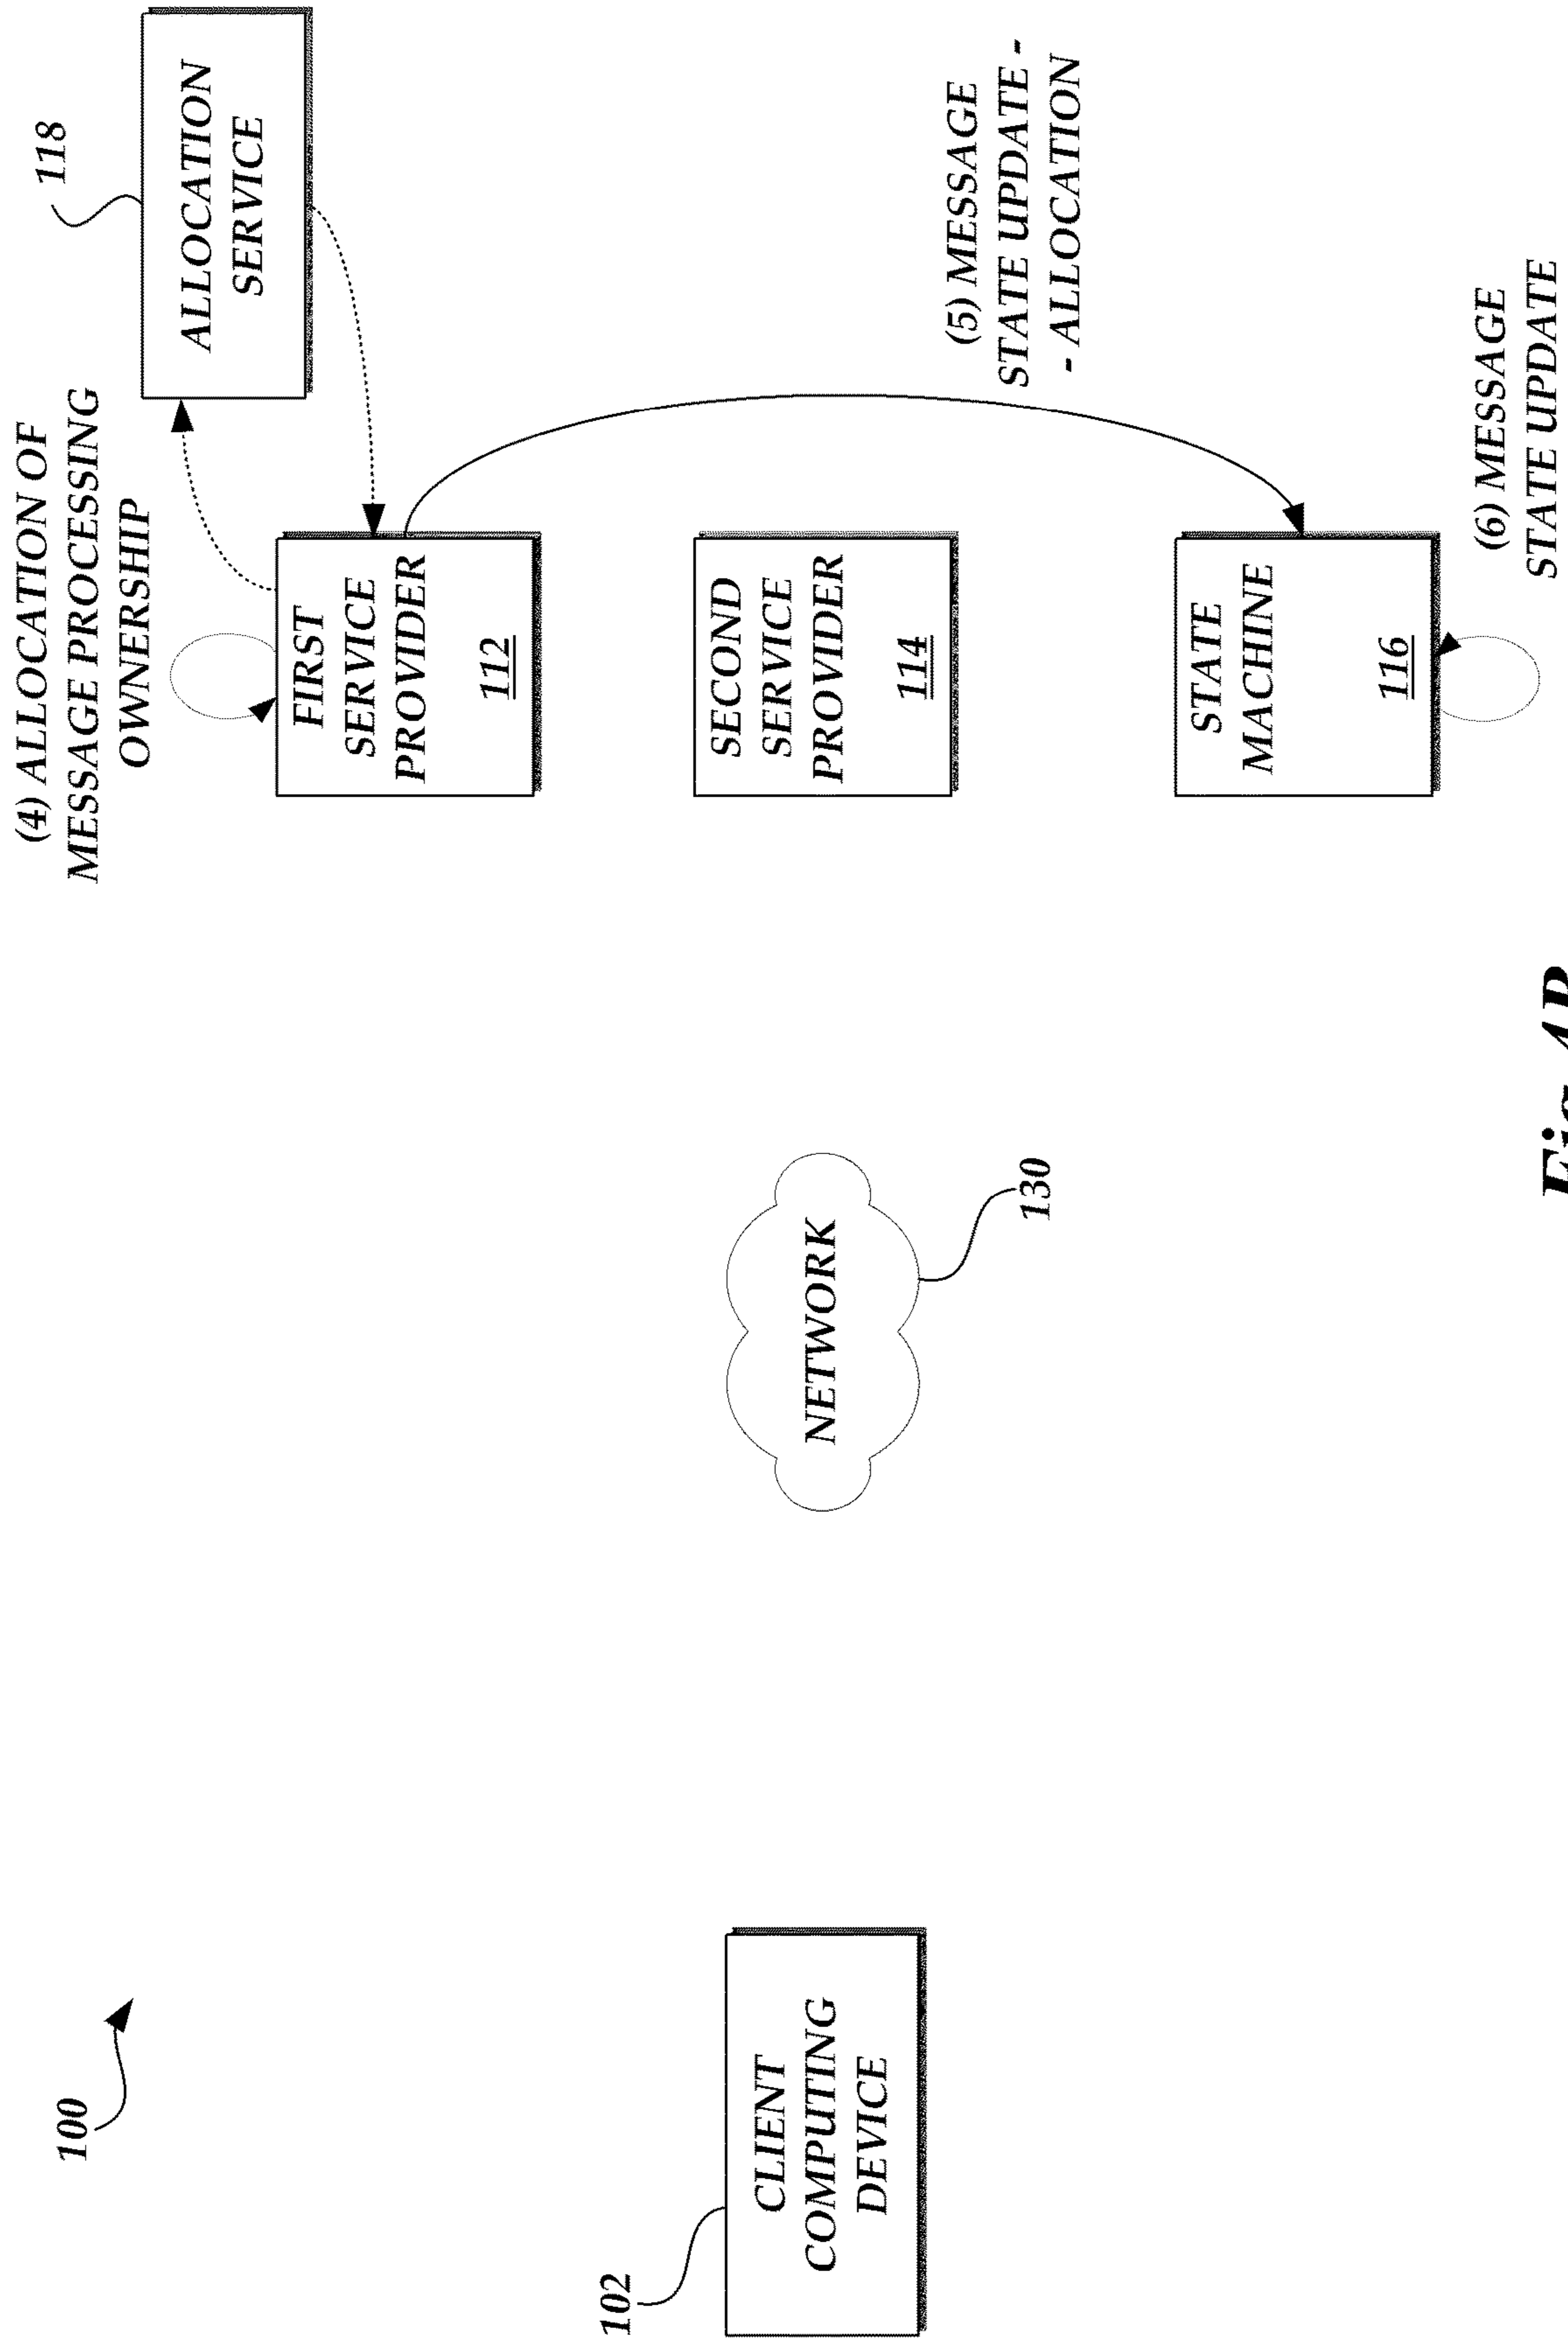 100
(4) ALLOCATION OF
MESSAGE PROCESSING
OWNERSHIP
118
ALLOCATION
SERVICE
FIRST
SERVICE
PROVIDER
112
102
CLIENT
COMPUTING
DEVICE
NETWORK
130
SECOND
SERVICE
PROVIDER
114
(5) MESSAGE
STATE UPDATE -
- ALLOCATION
STATE
MACHINE
116
(6) MESSAGE
STATE UPDATE
Fig.